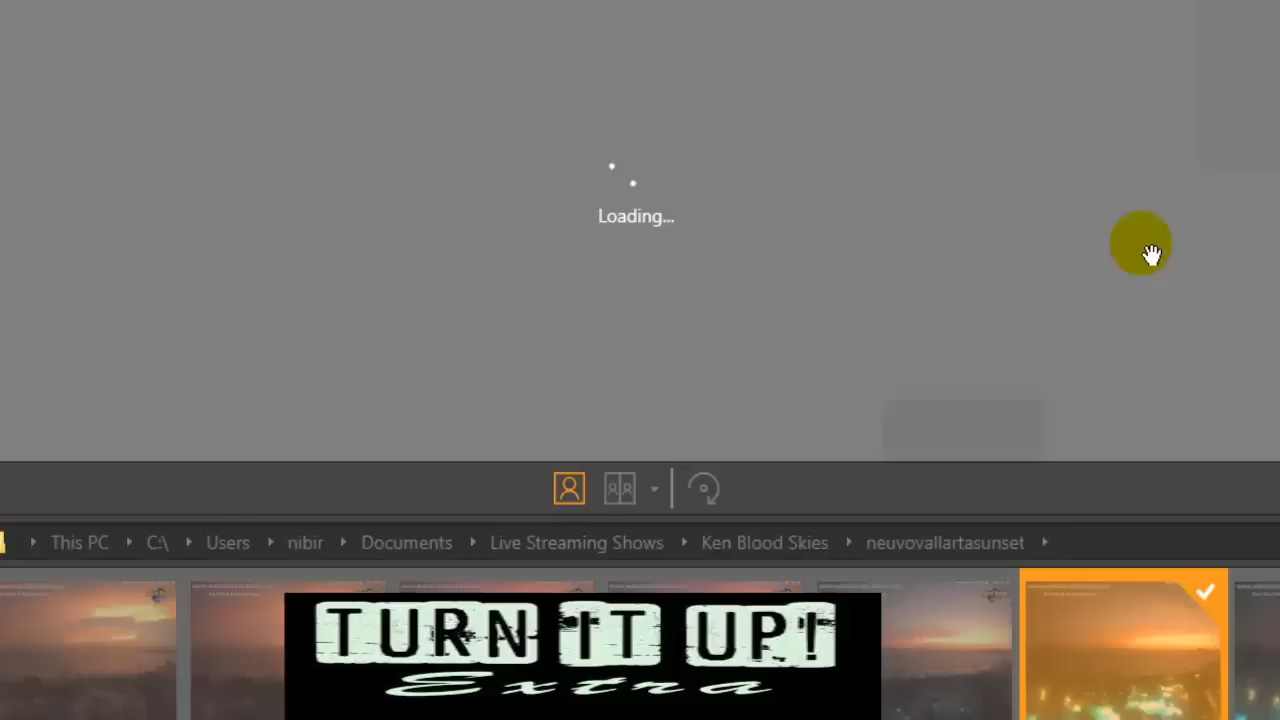 Loading...
This PC
C:\
Users
nibir
Documents
Live Streaming Shows
Ken Blood Skies
neuvovallartasunset
TURN IT UP!
Extra